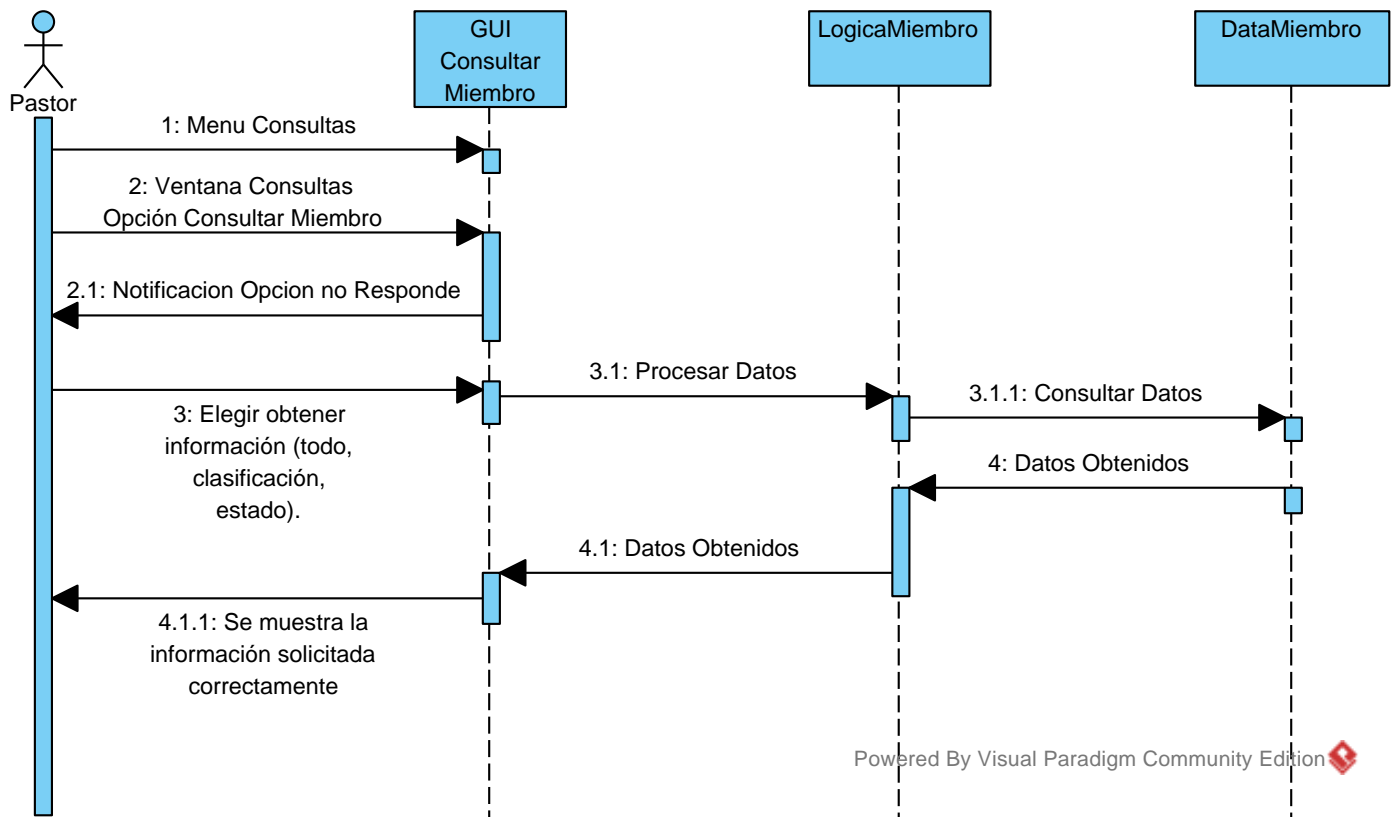 Pastor
GUI
Consultar
Miembro
LogicaMiembro
DataMiembro
1: Menu Consultas
2: Ventana Consultas
Opción Consultar Miembro
2.1: Notificacion Opcion no Responde
3: Elegir obtener
información (todo,
clasificación,
estado).
3.1: Procesar Datos
3.1.1: Consultar Datos
4: Datos Obtenidos
4.1: Datos Obtenidos
4.1.1: Se muestra la
información solicitada
correctamente
Powered By Visual Paradigm Community Edition